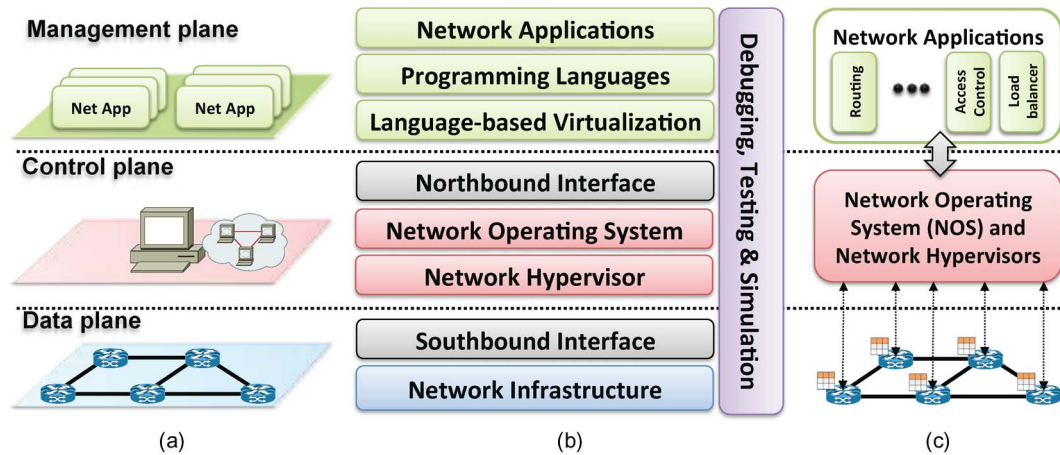 Management plane
Net App
Net App
Control plane
Data plane
(a)
Network Applications
Programming Languages
Language-based Virtualization
Northbound Interface
Network Operating System
Network Hypervisor
Southbound Interface
Network Infrastructure
Debugging, Testing & Simulation
(b)
Network Applications
Routing
Access
Control
Load
balancer
Network Operating
System (NOS) and
Network Hypervisors
(c)